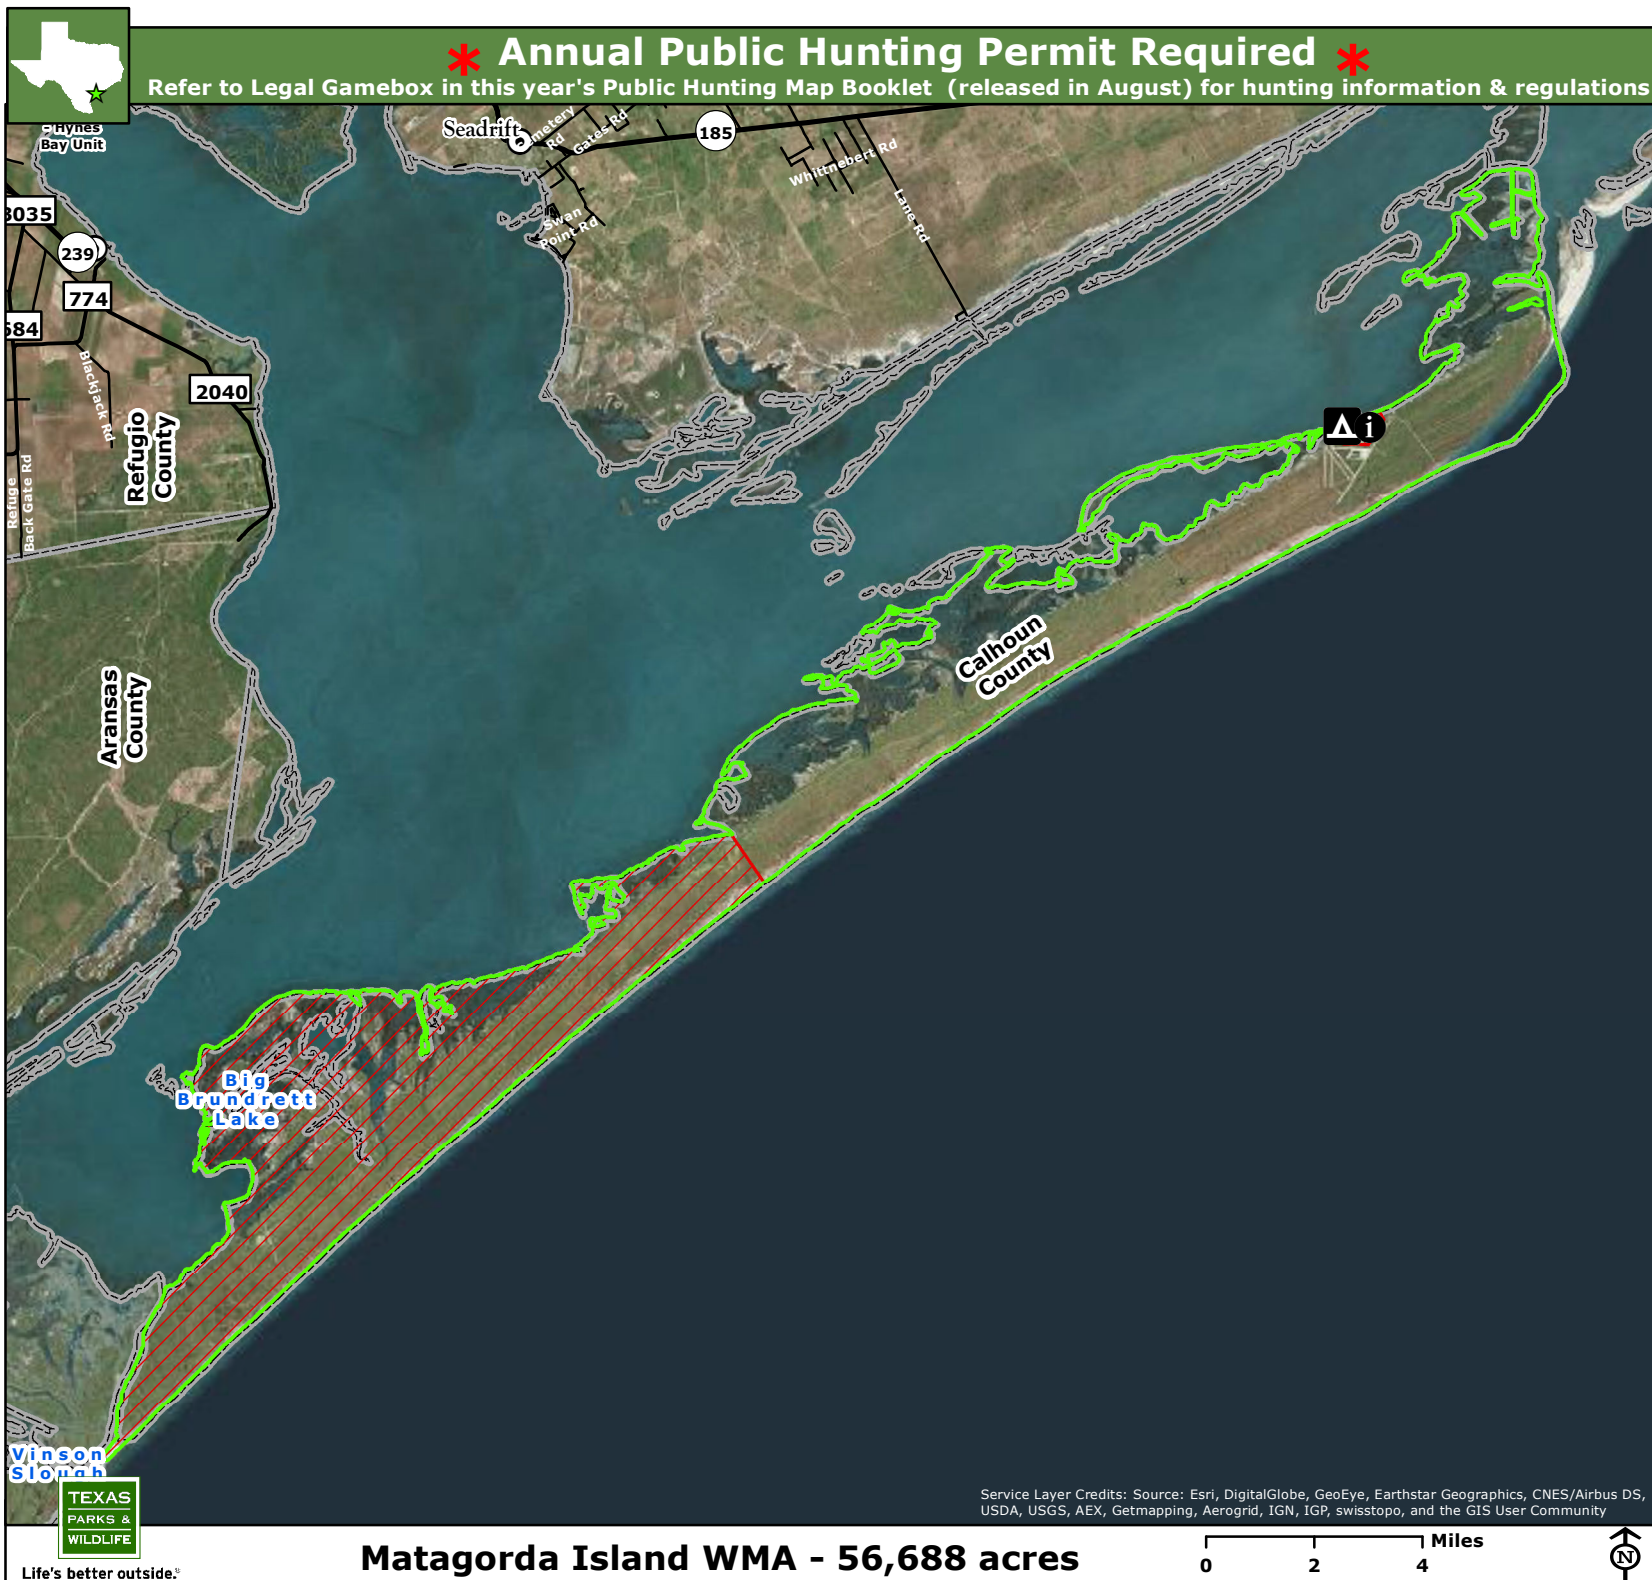 * Annual Public Hunting Permit Required *
Refer to Legal Gamebox in this year's Public Hunting Map Booklet (released in August) for hunting information & regulations
Hynes
Bay Unit
Seadrift
Rd
Gates Rd
185
Whittnebert Rd
Lane Rd
Swan
Point Rd
3035
239
774
684
Blackjack Rd
2040
Refugio
County
Refuge
Back Gate Rd
i
Calhoun
County
Aransas
County
Big
Brundrett
Lake
Vinson
Slough
TEXAS
PARKS &
WILDLIFE
Life's better outside.®
Service Layer Credits: Source: Esri, DigitalGlobe, GeoEye, Earthstar Geographics, CNES/Airbus DS,
USDA, USGS, AEX, Getmapping, Aerogrid, IGN, IGP, swisstopo, and the GIS User Community
Matagorda Island WMA - 56,688 acres
Miles
0 2 4
N